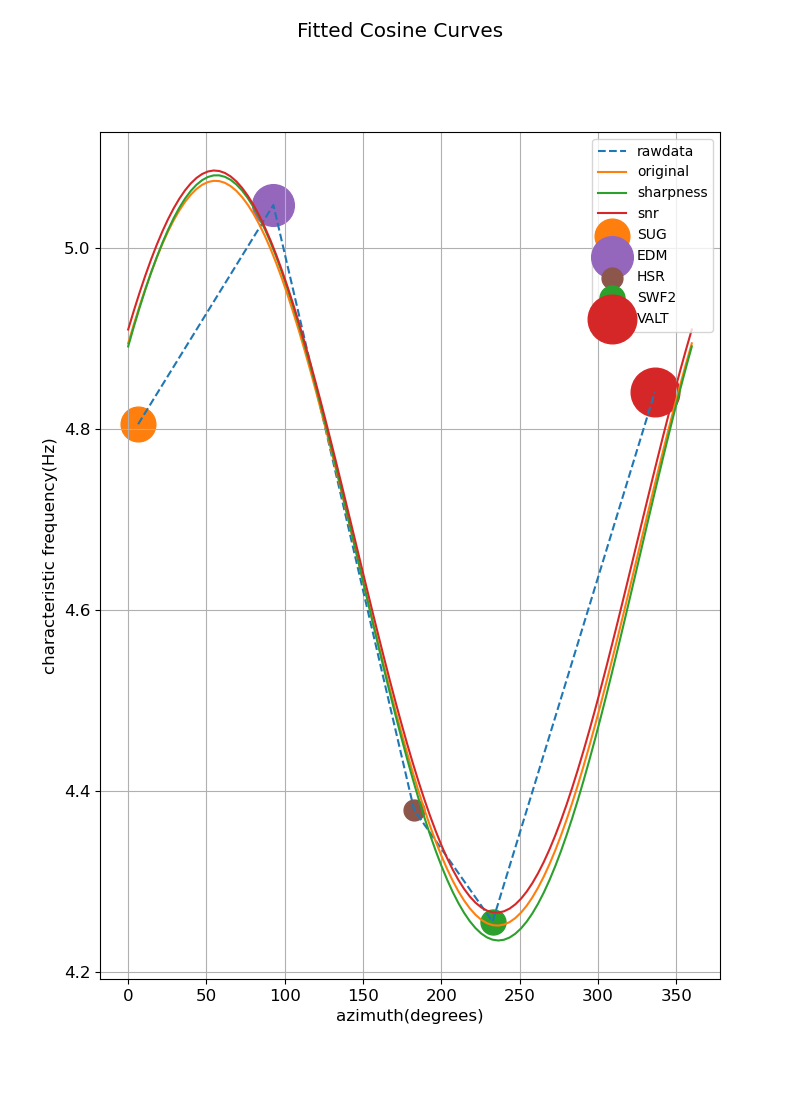 Fitted Cosine Curves
rawdata
original
sharpness
snr
SUG
EDM
HSR
SWF2
VALT
5.0
4.8
4.6
4.4
4.2
characteristic frequency(Hz)
0 50 100 150 200 250 300 350
azimuth(degrees)